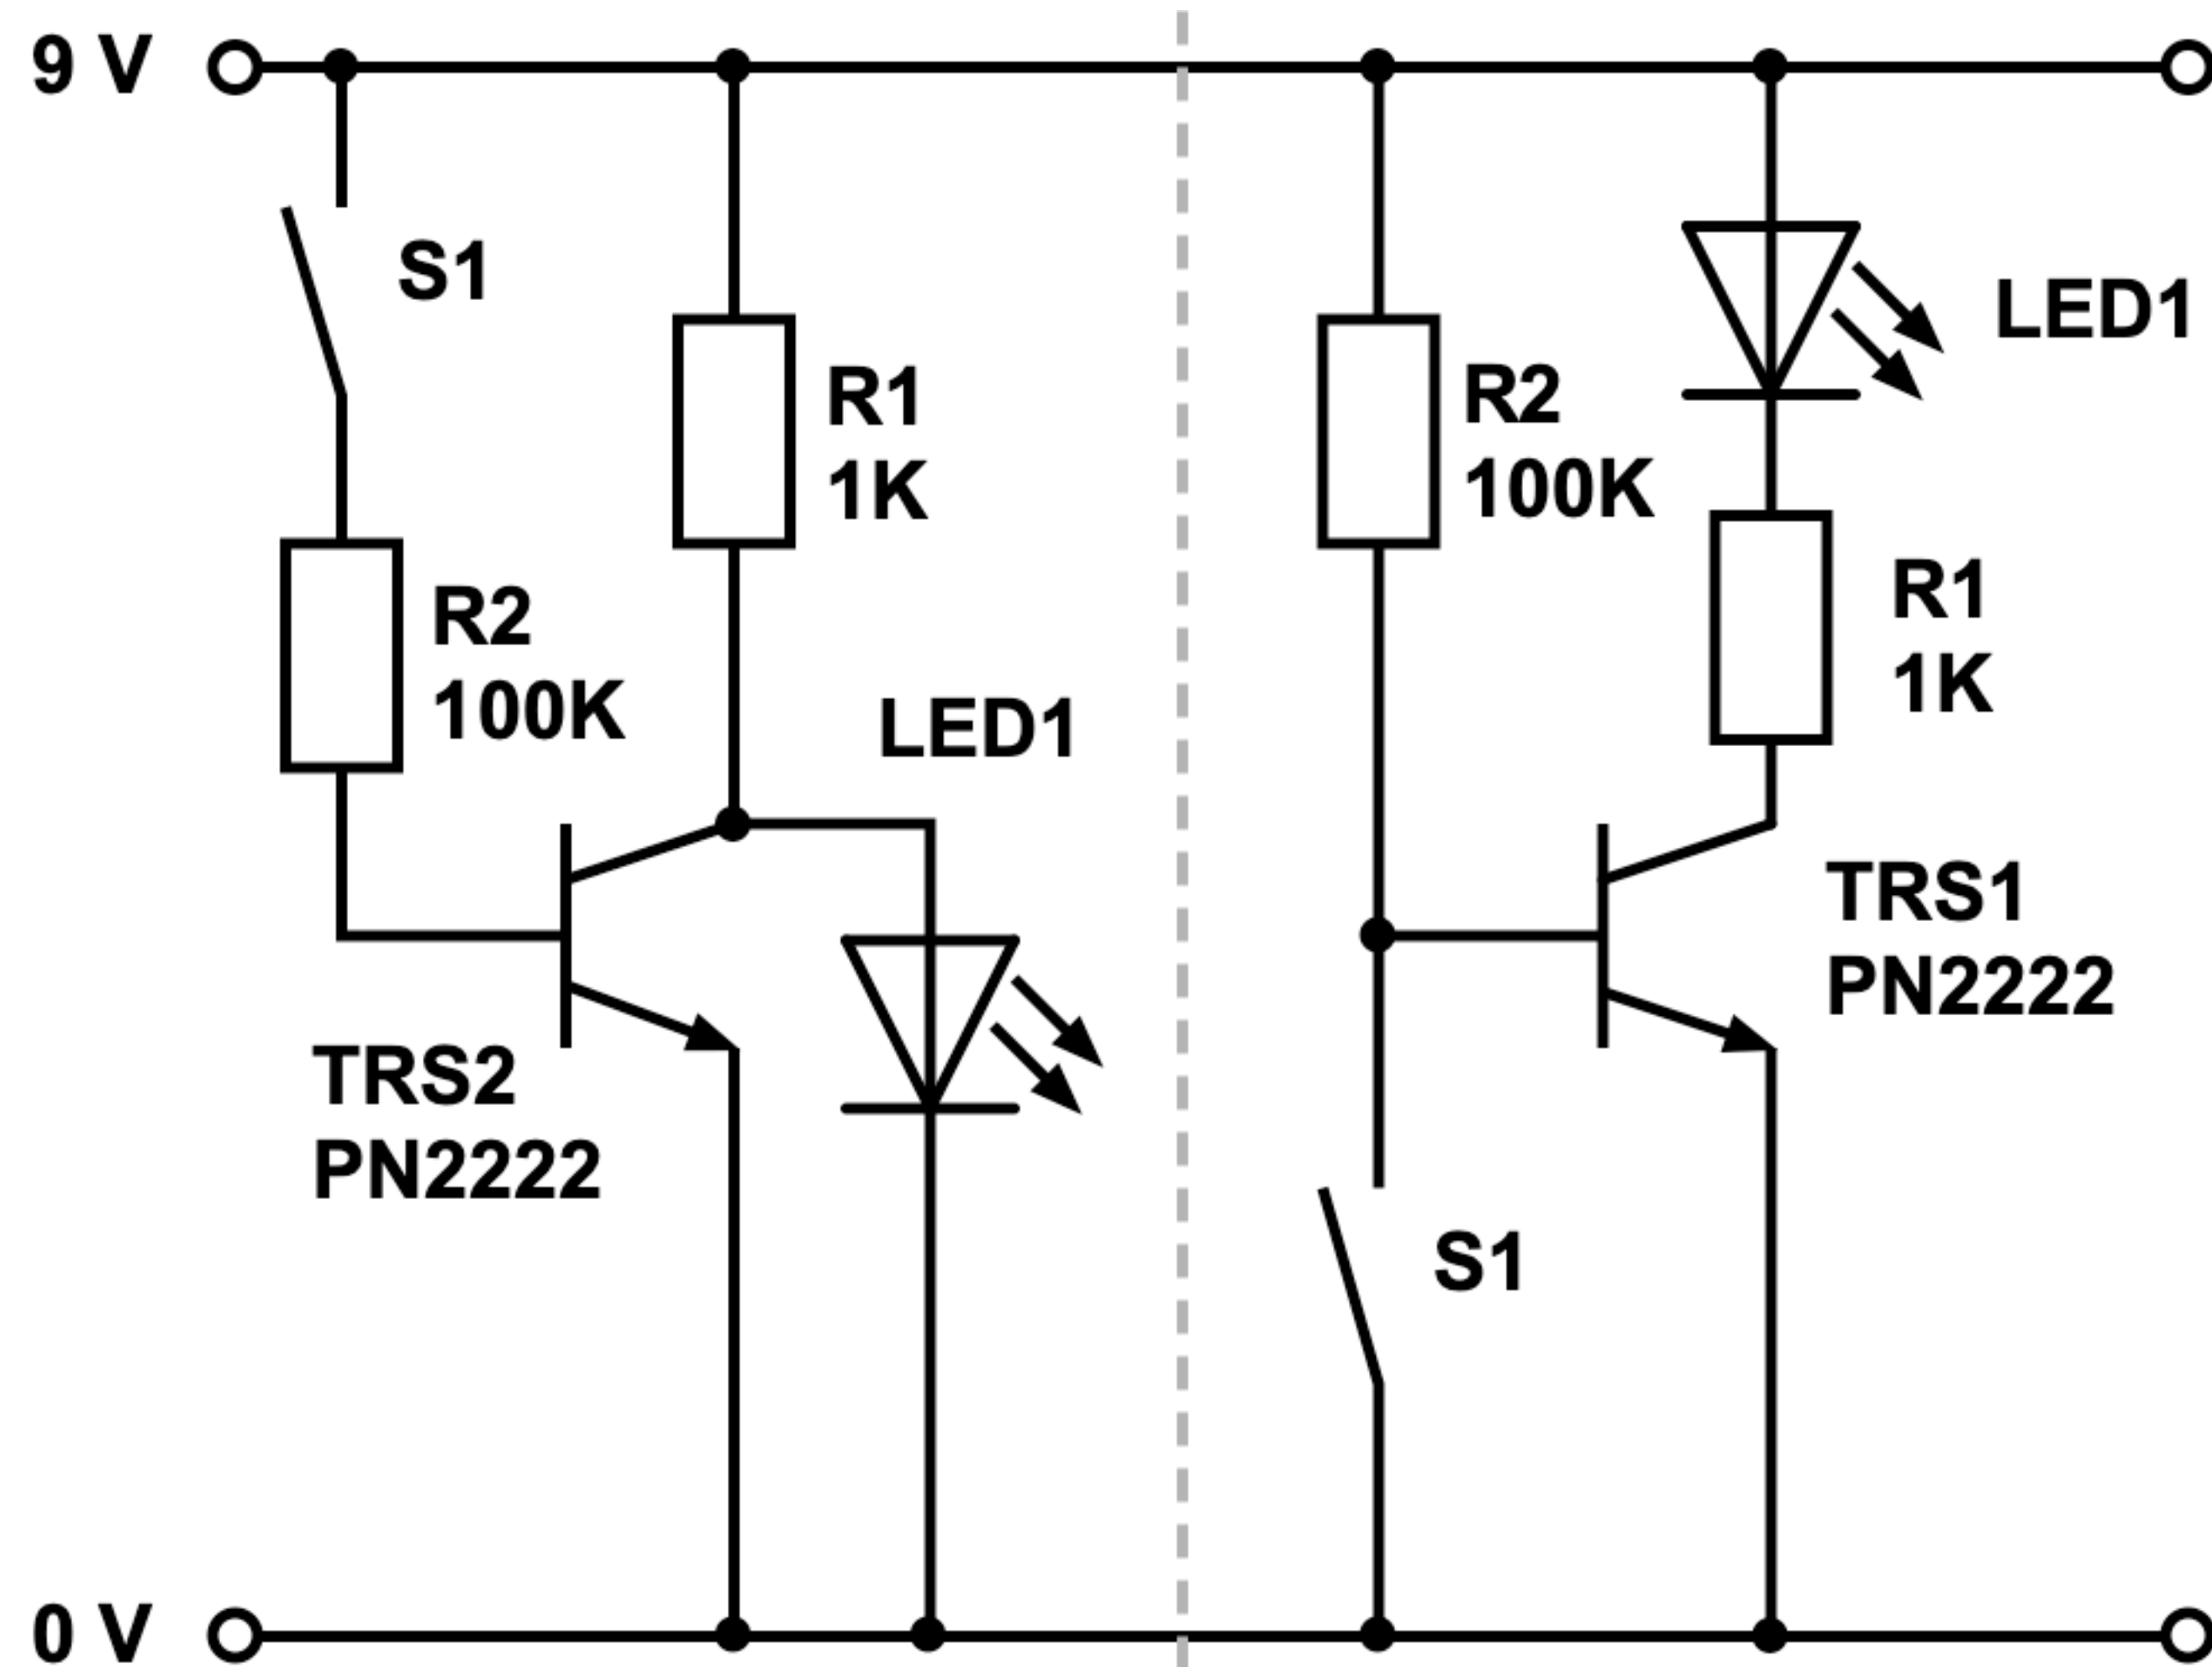 9 V
S1
R1
1K
R2
100K
LED1
TRS2
PN2222
0 V
R2
100K
LED1
R1
1K
TRS1
PN2222
S1